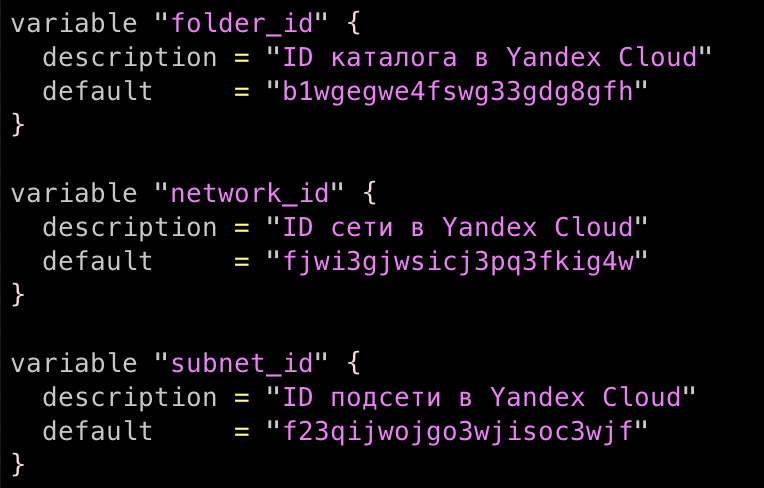 variable "folder_id" {
  description = "ID каталога в Yandex Cloud"
  default     = "b1wgegwe4fswg33gdg8gfh"
}

variable "network_id" {
  description = "ID сети в Yandex Cloud"
  default     = "fjwi3gjwsicj3pq3fkig4w"
}

variable "subnet_id" {
  description = "ID подсети в Yandex Cloud"
  default     = "f23qijwojgo3wjisoc3wjf"
}